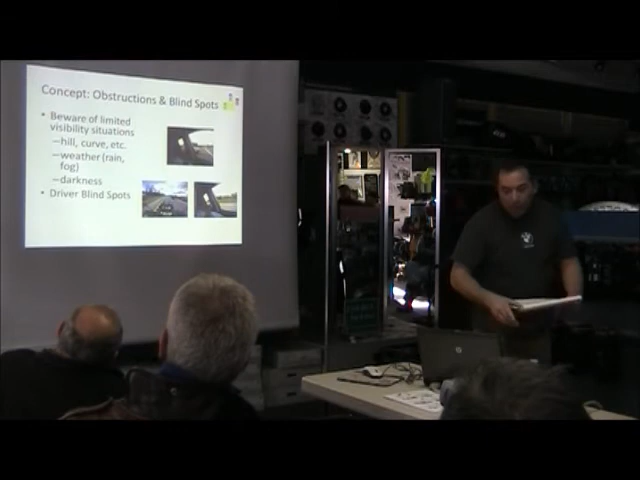 Concept: Obstructions & Blind Spots
• Beware of limited
visibility situations
–hill, curve, etc.
–weather (rain,
fog)
–darkness
• Driver Blind Spots